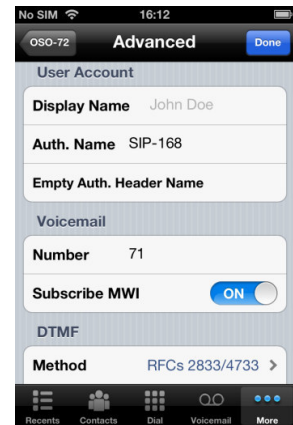 No SIM 16:12
OSO-72 Advanced Done
User Account
Display Name John Doe
Auth. Name SIP-168
Empty Auth. Header Name
Voicemail
Number 71
Subscribe MWI ON
DTMF
Method RFCs 2833/4733 >
Recents Contacts Dial Voicemail More